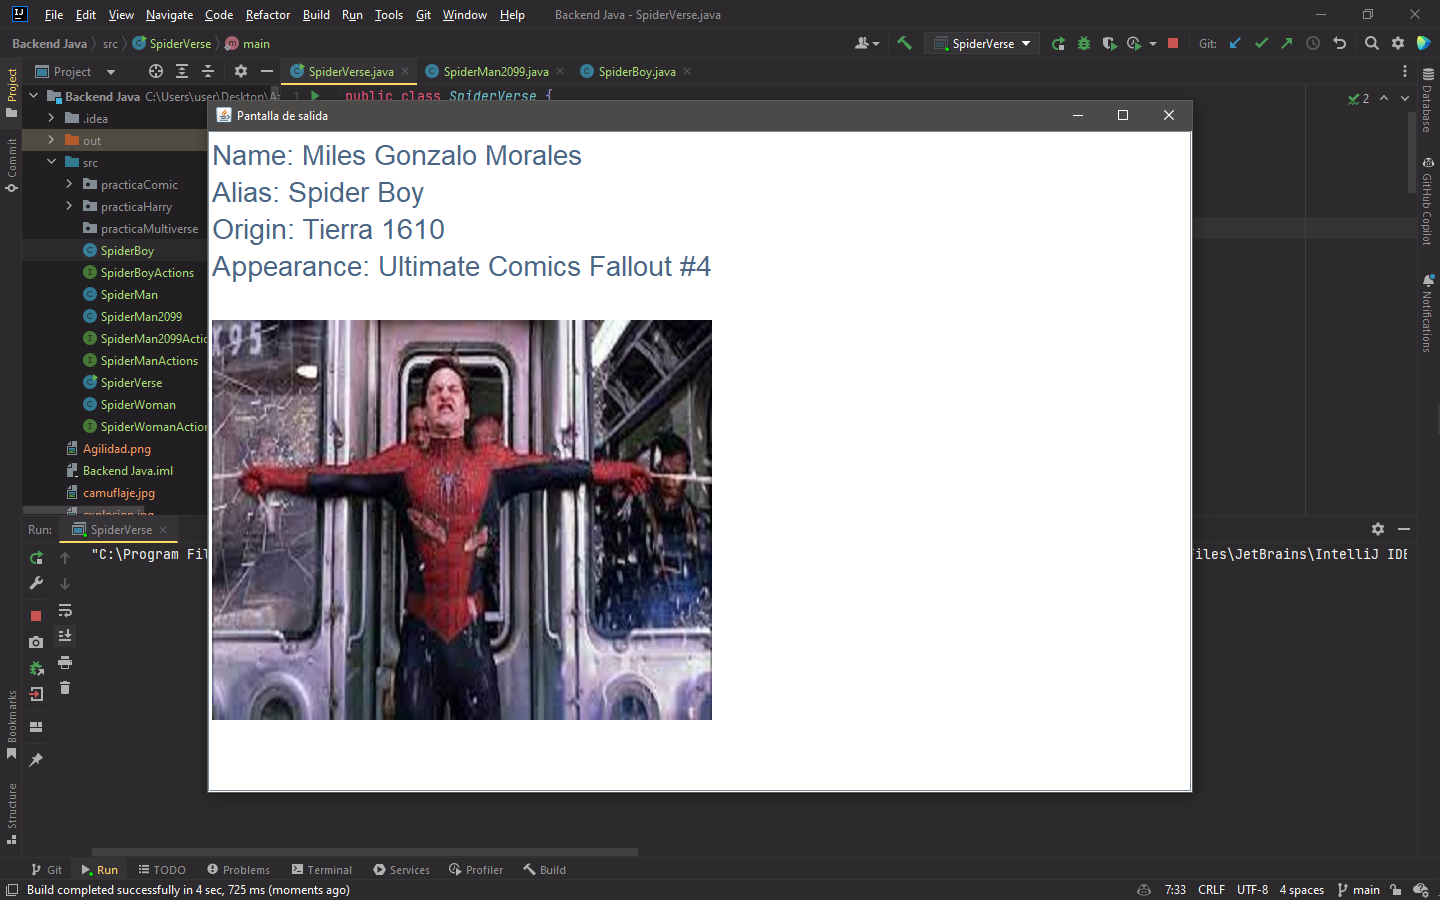 File Edit View Navigate Code Refactor Build Run Tools Git Window Help Backend Java - SpiderVerse.java
Backend Java src SpiderVerse main SpiderVerse Git:
Project SpiderVerse.java SpiderMan2099.java SpiderBoy.java
Backend Java C:\Users\user\Desktop\A
1 public class SpiderVerse {
2
.idea
out
src
practicaComic
practicaHarry
practicaMultiverse
SpiderBoy
SpiderBoyActions
SpiderMan
SpiderMan2099
SpiderMan2099Actio
SpiderManActions
SpiderVerse
SpiderWoman
SpiderWomanAction
Agilidad.png
Backend Java.iml
camuflaje.jpg
explosion.jpg
Pantalla de salida
Name: Miles Gonzalo Morales
Alias: Spider Boy
Origin: Tierra 1610
Appearance: Ultimate Comics Fallout #4
X95
Project
Commit
Bookmarks
Structure
Database
GitHub Copilot
Notifications
Run: SpiderVerse
"C:\Program Fil
Files\JetBrains\IntelliJ IDE
Git Run TODO Problems Terminal Services Profiler Build
Build completed successfully in 4 sec, 725 ms (moments ago) 7:33 CRLF UTF-8 4 spaces main